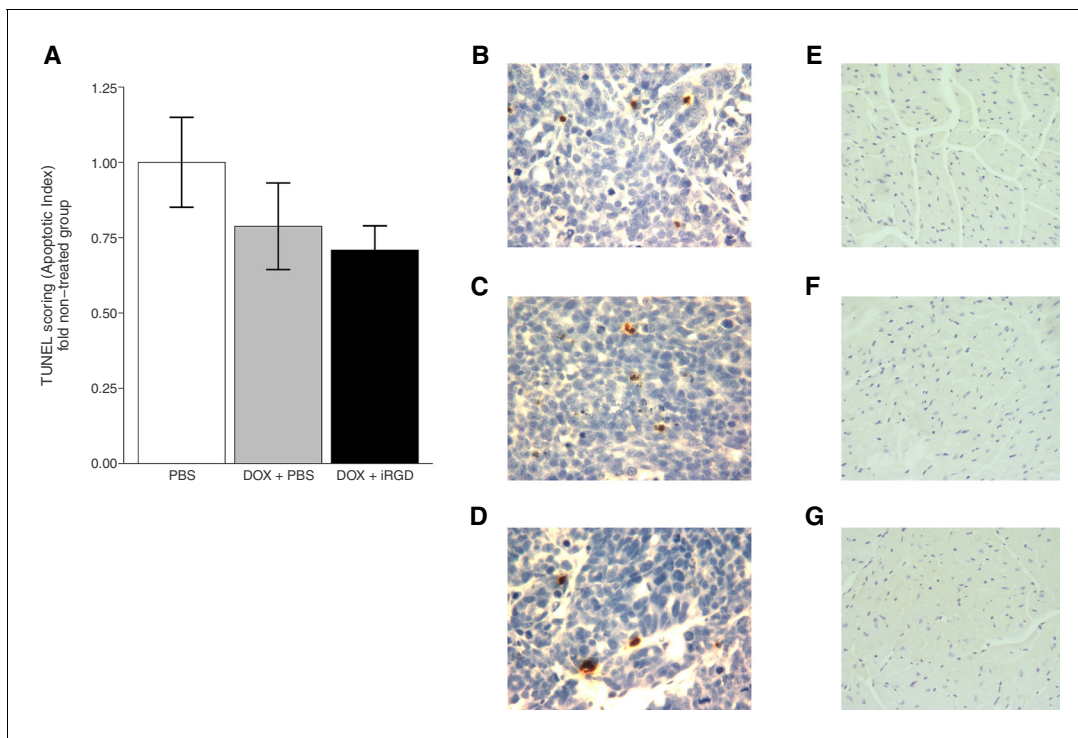 A
TUNEL scoring (Apoptotic Index)
fold non−treated group
1.25
1.00
0.75
0.50
0.25
0.00
PBS
DOX + PBS
DOX + iRGD
B
C
D
E
F
G